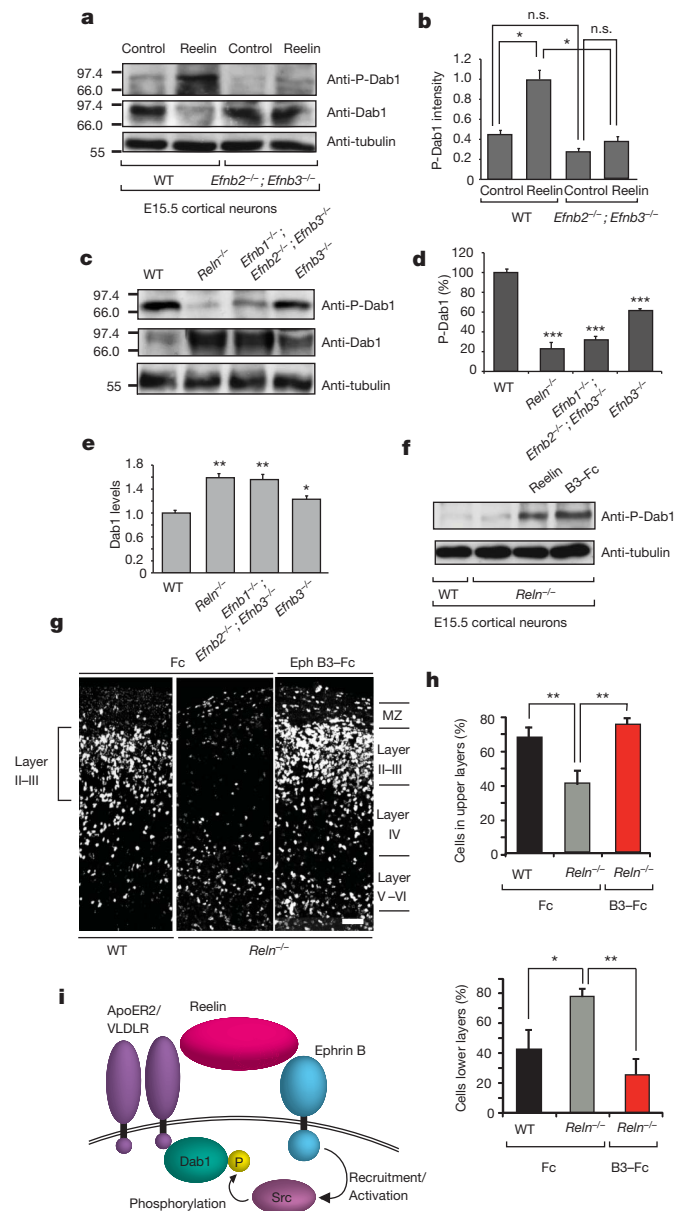 a
Control Reelin Control Reelin
97.4
66.0
Anti-P-Dab1
97.4
66.0
Anti-Dab1
55
Anti-tubulin
WT
Efnb2–/–; Efnb3–/–
E15.5 cortical neurons
b
n.s.
*
*
n.s.
P-Dab1 intensity
1.2
1.0
0.8
0.6
0.4
0.2
0
Control Reelin Control Reelin
WT
Efnb2–/–; Efnb3–/–
c
WT
Reln–/–
Efnb1–/–;
Efnb2–/–; Efnb3–/–
Efnb3–/–
97.4
66.0
Anti-P-Dab1
97.4
66.0
Anti-Dab1
55
Anti-tubulin
d
P-Dab1 (%)
120
100
80
60
40
20
0
***
***
***
WT
Reln–/–
Efnb1–/–;
Efnb2–/–; Efnb3–/–
Efnb3–/–
e
Dab1 levels
1.8
1.4
1.0
0.6
0.2
0
**
**
*
WT
Reln–/–
Efnb1–/–;
Efnb2–/–; Efnb3–/–
Efnb3–/–
f
Reelin
B3–Fc
Anti-P-Dab1
Anti-tubulin
WT
Reln–/–
E15.5 cortical neurons
g
Fc
Eph B3–Fc
Layer
II–III
MZ
Layer
II–III
Layer
IV
Layer
V–VI
WT
Reln–/–
h
Cells in upper layers (%)
80
60
40
20
0
**
**
WT
Reln–/–
Reln–/–
Fc
B3–Fc
Cells lower layers (%)
80
60
40
20
0
*
**
WT
Reln–/–
Reln–/–
Fc
B3–Fc
i
ApoER2/
VLDLR
Reelin
Ephrin B
Dab1
P
Phosphorylation
Src
Recruitment/
Activation